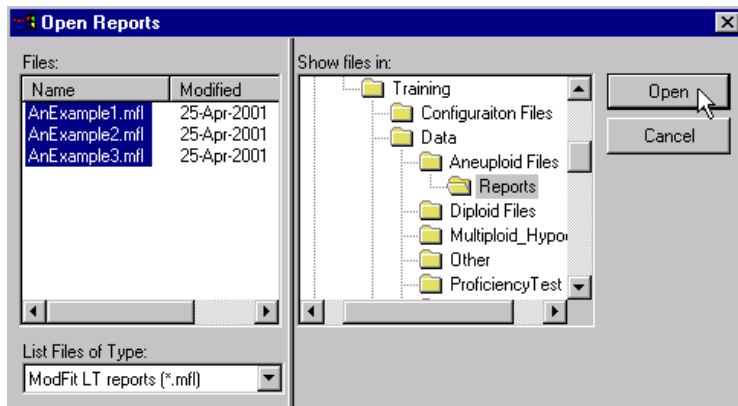 Open Reports
Files:
Name Modified
AnExample1.mfl 25-Apr-2001
AnExample2.mfl 25-Apr-2001
AnExample3.mfl 25-Apr-2001
List Files of Type:
ModFit LT reports (*.mfl)
Show files in:
Training
Configuraiton Files
Data
Aneuploid Files
Reports
Diploid Files
Multiploid_Hypo
Other
ProficiencyTest
Open
Cancel